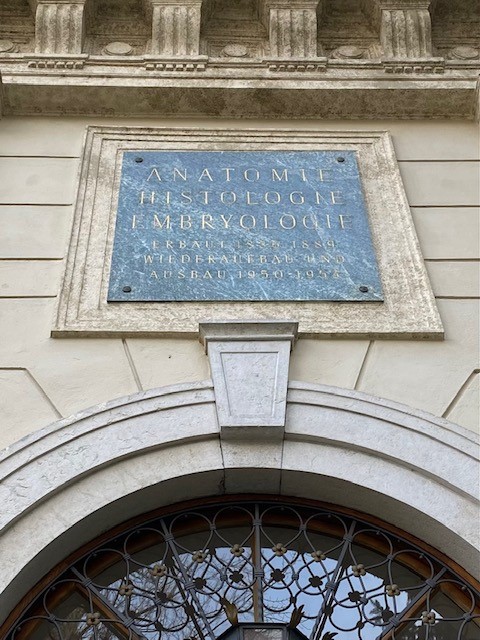 ANATOMIE
HISTOLOGIE
EMBRYOLOGIE
ERBAUT 1886-1889
WIEDERAUFBAU UND
AUSBAU 1950-1958